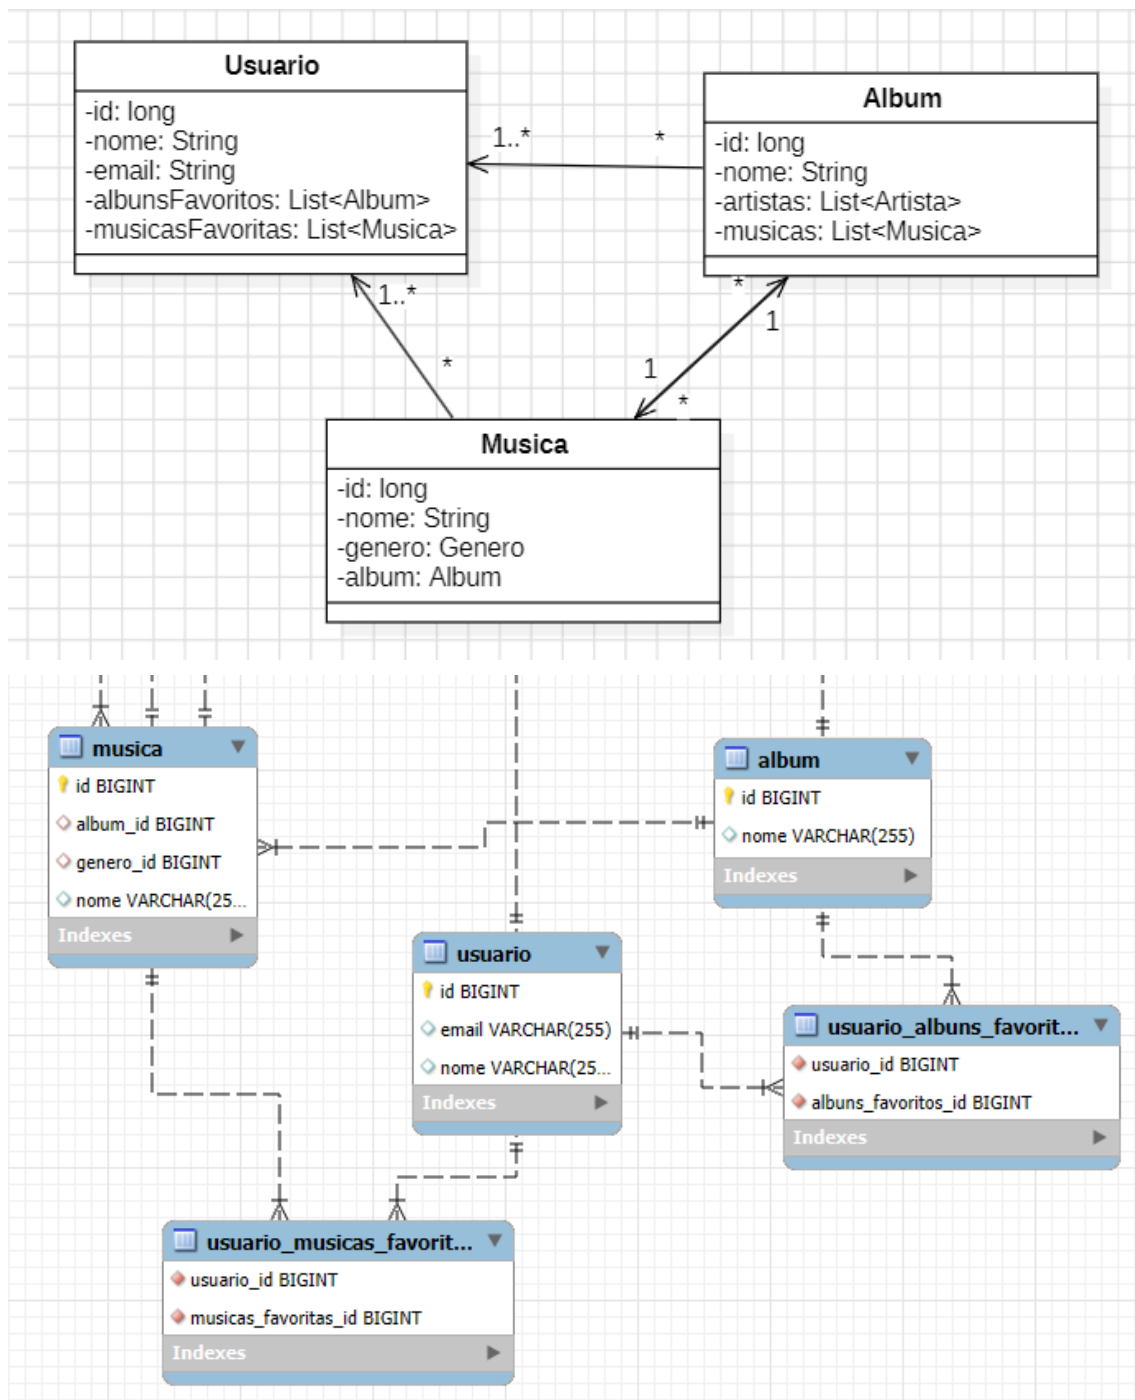 Usuario
-id: long
-nome: String
-email: String
-albunsFavoritos: List<Album>
-musicasFavoritas: List<Musica>
1..*
*
Album
-id: long
-nome: String
-artistas: List<Artista>
-musicas: List<Musica>
1..*
*
*
1
1
*
Musica
-id: long
-nome: String
-genero: Genero
-album: Album
musica
id BIGINT
album_id BIGINT
genero_id BIGINT
nome VARCHAR(25...
Indexes
album
id BIGINT
nome VARCHAR(255)
Indexes
usuario
id BIGINT
email VARCHAR(255)
nome VARCHAR(25...
Indexes
usuario_albuns_favorit...
usuario_id BIGINT
albuns_favoritos_id BIGINT
Indexes
usuario_musicas_favorit...
usuario_id BIGINT
musicas_favoritas_id BIGINT
Indexes